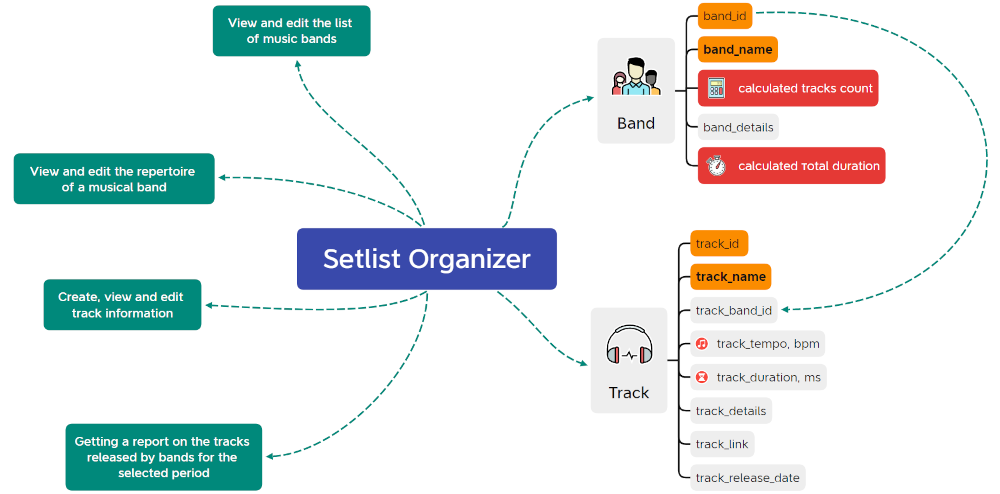 View and edit the list
of music bands
View and edit the repertoire
of a musical band
Create, view and edit
track information
Getting a report on the tracks
released by bands for the
selected period
Setlist Organizer
Band
band_id
band_name
calculated tracks count
band_details
calculated Total duration
Track
track_id
track_name
track_band_id
track_tempo, bpm
track_duration, ms
track_details
track_link
track_release_date